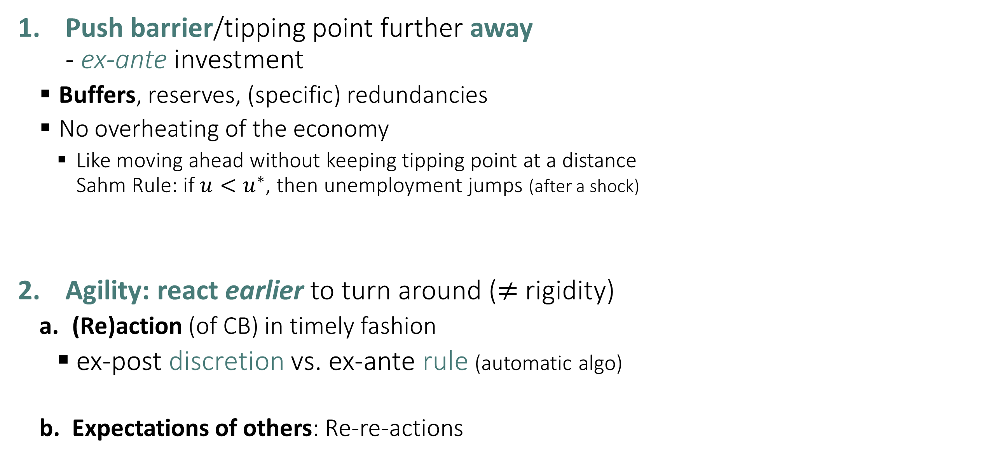 1. Push barrier/tipping point further away
- ex-ante investment
▪ Buffers, reserves, (specific) redundancies
▪ No overheating of the economy
▪ Like moving ahead without keeping tipping point at a distance
Sahm Rule: if u < u*, then unemployment jumps (after a shock)
2. Agility: react earlier to turn around (≠ rigidity)
a. (Re)action (of CB) in timely fashion
▪ ex-post discretion vs. ex-ante rule (automatic algo)
b. Expectations of others: Re-re-actions